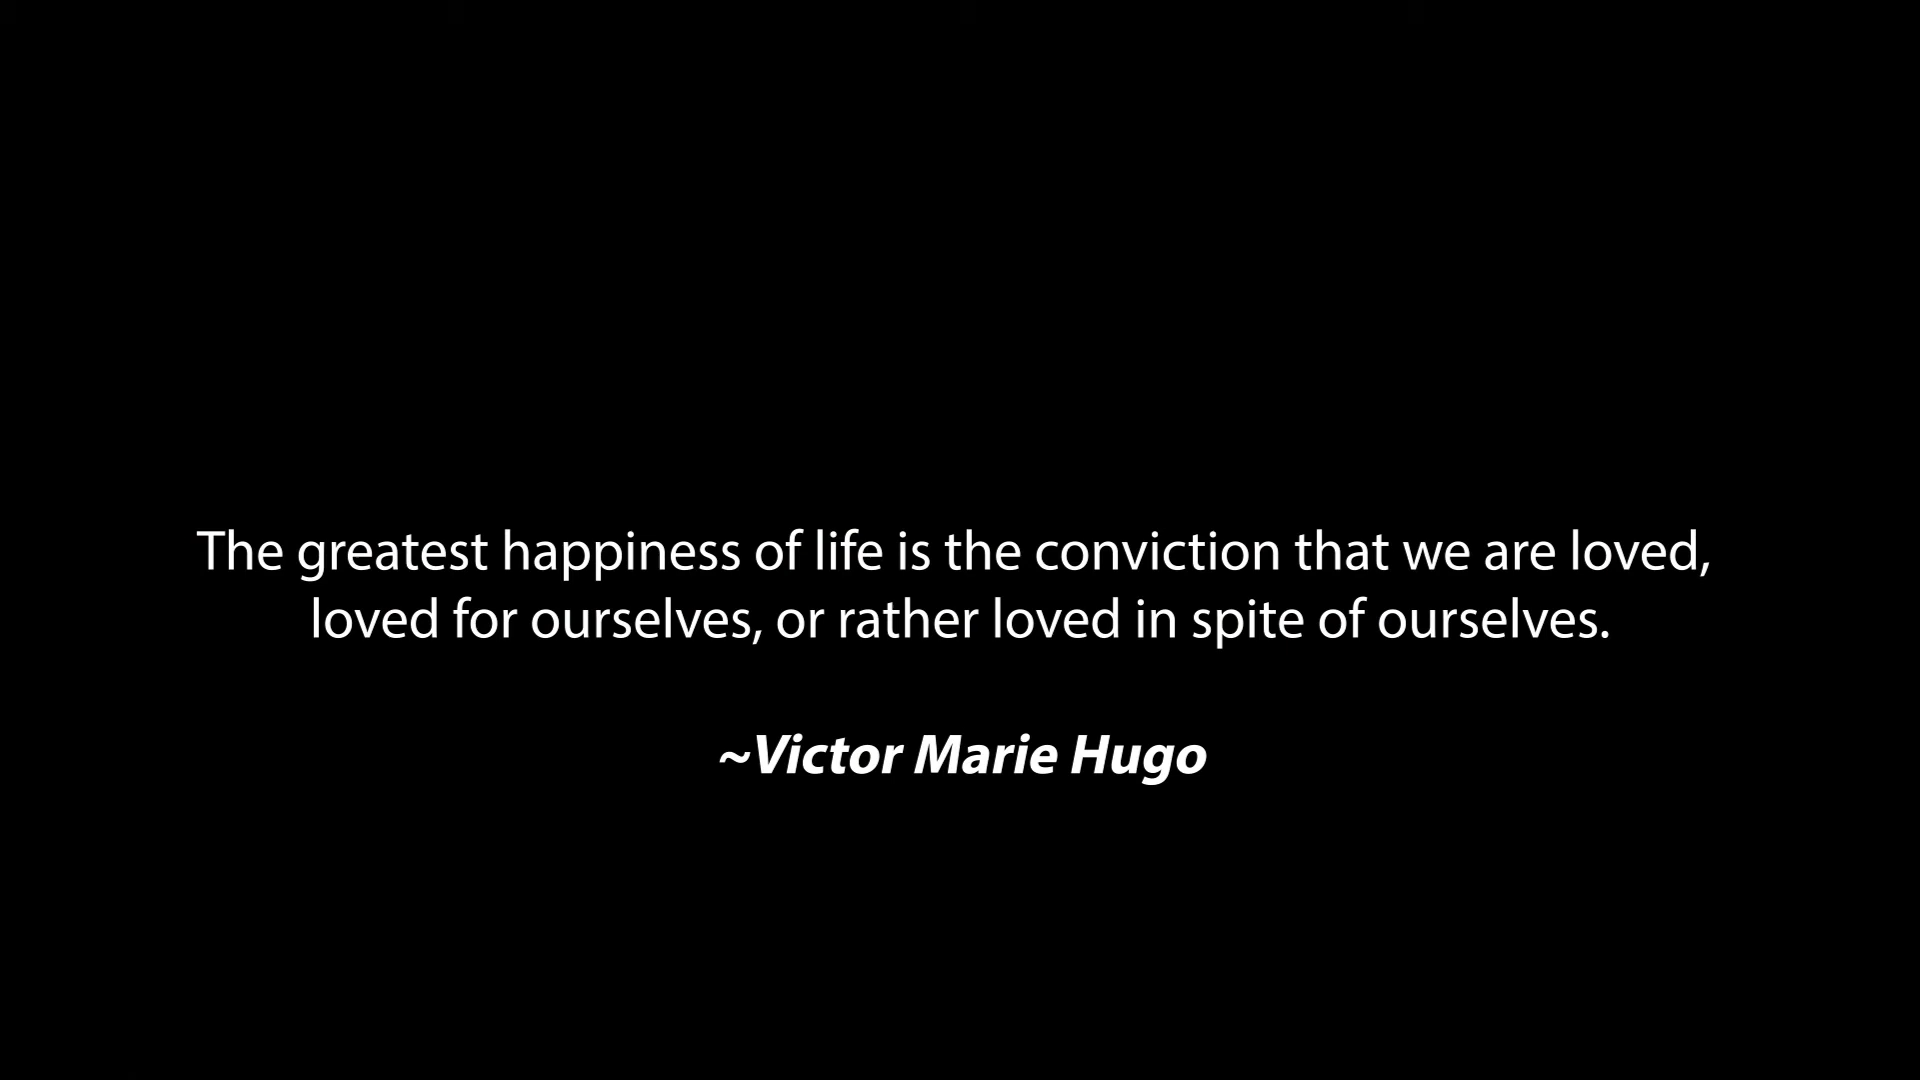 The greatest happiness of life is the conviction that we are loved,
loved for ourselves, or rather loved in spite of ourselves.
~Victor Marie Hugo